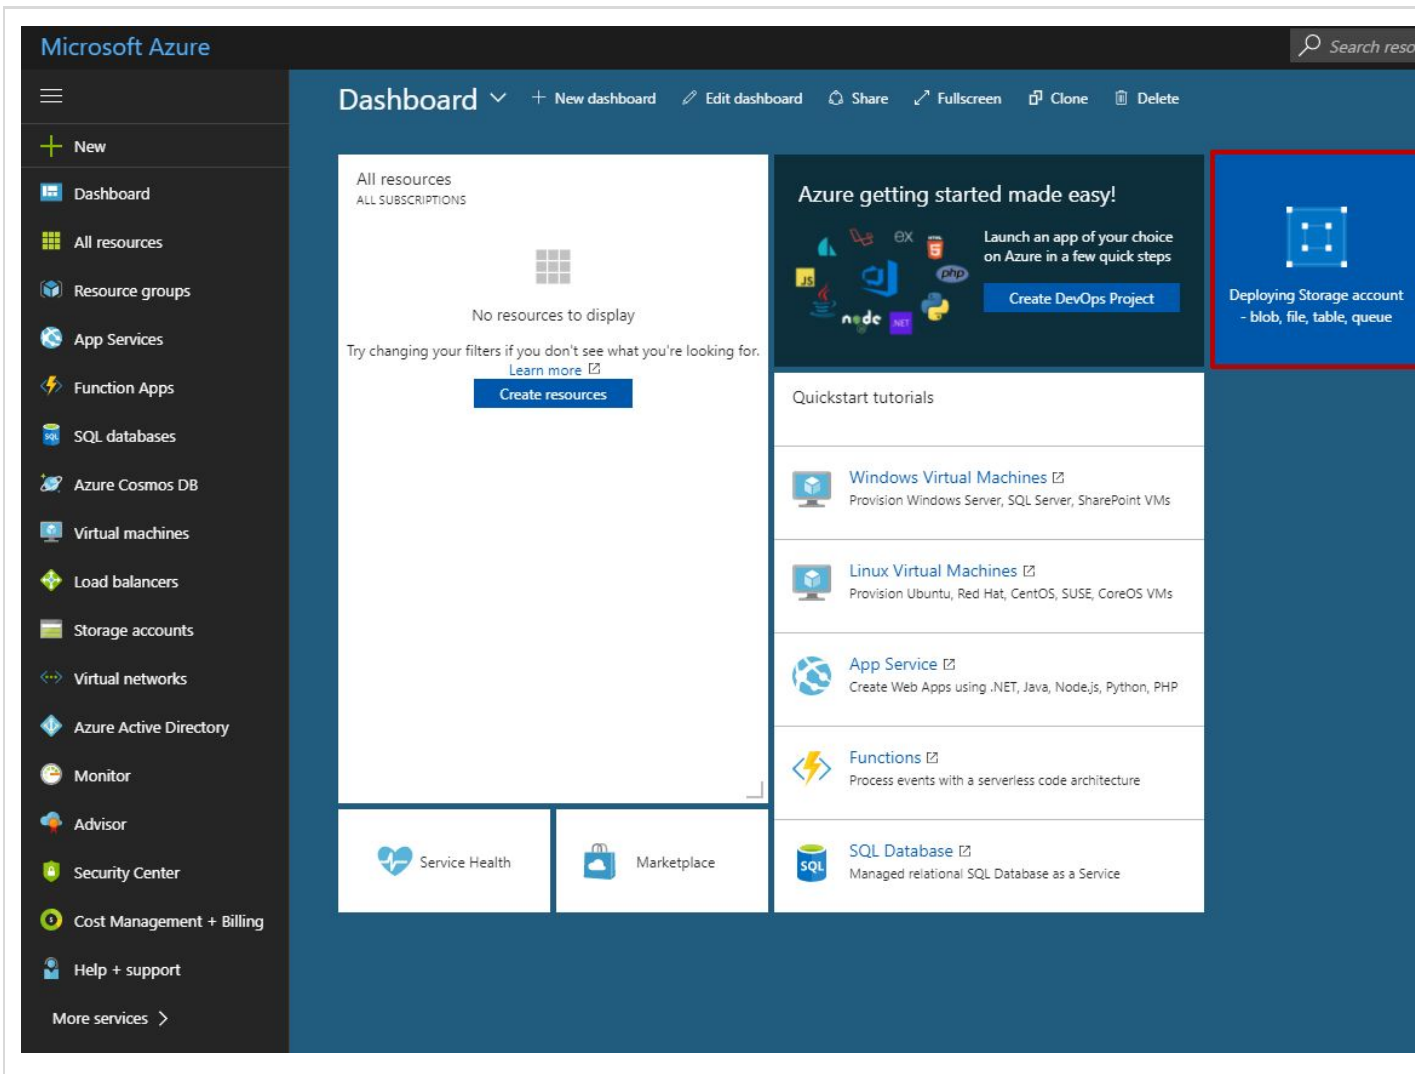 Microsoft Azure
Search reso
Dashboard
+ New dashboard
Edit dashboard
Share
Fullscreen
Clone
Delete
New
Dashboard
All resources
Resource groups
App Services
Function Apps
SQL databases
Azure Cosmos DB
Virtual machines
Load balancers
Storage accounts
Virtual networks
Azure Active Directory
Monitor
Advisor
Security Center
Cost Management + Billing
Help + support
More services
All resources
ALL SUBSCRIPTIONS
No resources to display
Try changing your filters if you don't see what you're looking for.
Learn more
Create resources
Service Health
Marketplace
Azure getting started made easy!
Launch an app of your choice
on Azure in a few quick steps
Create DevOps Project
ex
HTML
5
JS
php
node
.NET
Quickstart tutorials
Windows Virtual Machines
Provision Windows Server, SQL Server, SharePoint VMs
Linux Virtual Machines
Provision Ubuntu, Red Hat, CentOS, SUSE, CoreOS VMs
App Service
Create Web Apps using .NET, Java, Node.js, Python, PHP
Functions
Process events with a serverless code architecture
SQL
SQL Database
Managed relational SQL Database as a Service
Deploying Storage account
- blob, file, table, queue